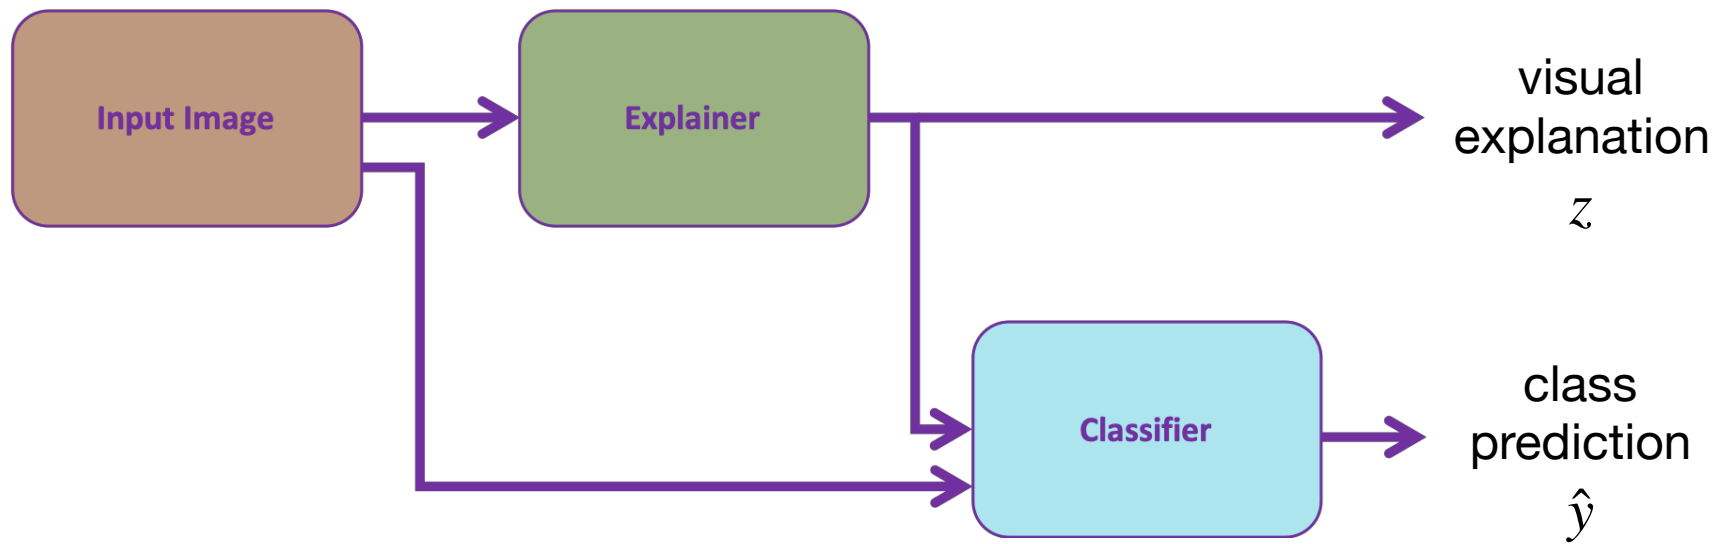 Input Image
Explainer
visual
explanation
z
Classifier
class
prediction
ŷ